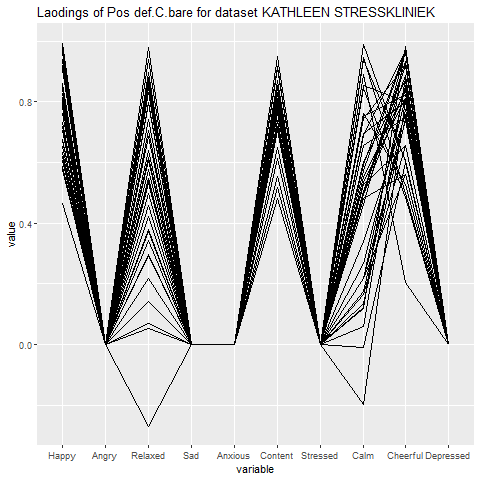 Laodings of Pos def.C.bare for dataset KATHLEEN STRESSKLINIEK
value
0.8
0.4
0.0
Happy Angry Relaxed Sad Anxious Content Stressed Calm Cheerful Depressed
variable